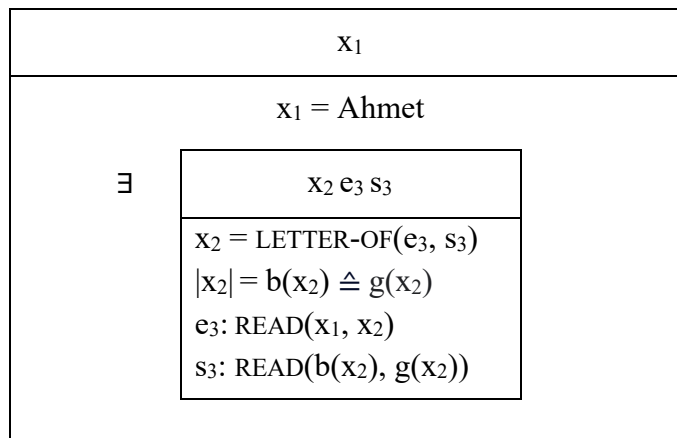 x₁
x₁ = Ahmet
∃ x₂ e₃ s₃
x₂ = LETTER-OF(e₃, s₃)
|x₂| = b(x₂) ≙ g(x₂)
e₃: READ(x₁, x₂)
s₃: READ(b(x₂), g(x₂))